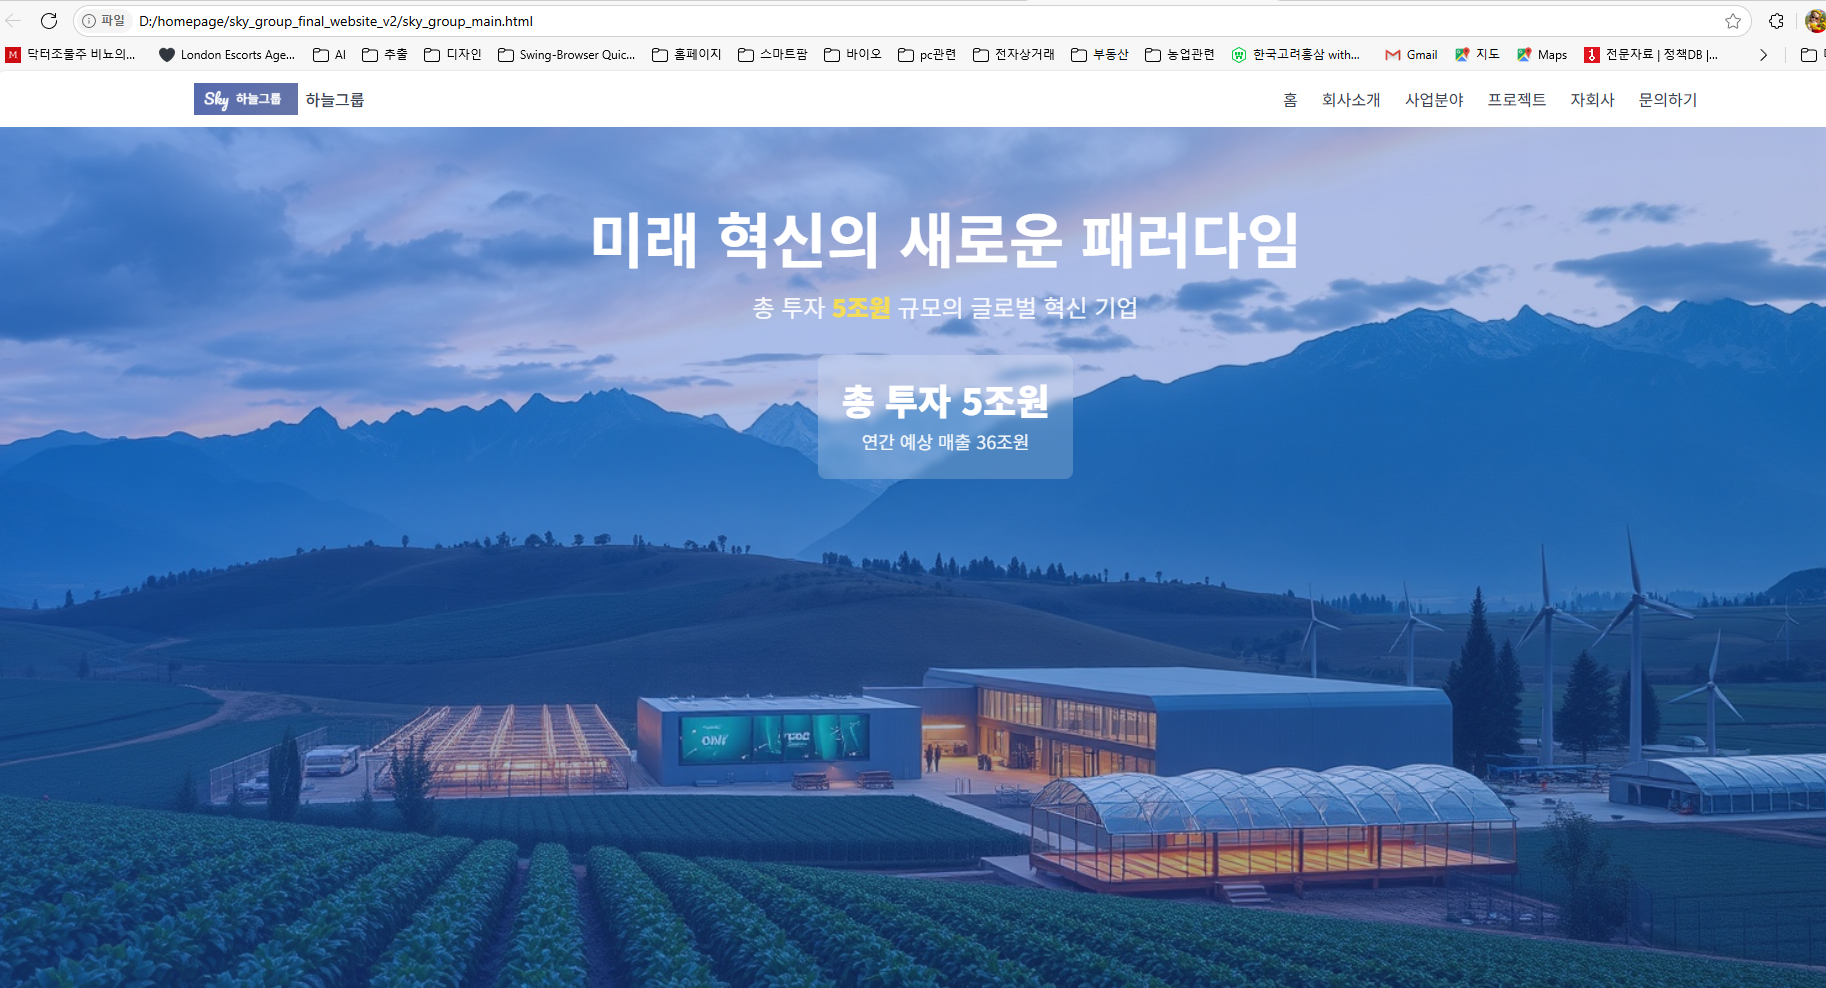 파일 D:/homepage/sky_group_final_website_v2/sky_group_main.html
닥터조물주 비뇨의... London Escorts Age... AI 추출 디자인 Swing-Browser Quic... 홈페이지 스마트팜 바이오 pc관련 전자상거래 부동산 농업관련 한국고려홍삼 with... Gmail 지도 Maps 전문자료 | 정책DB |...
Sky 하늘그룹 하늘그룹 홈 회사소개 사업분야 프로젝트 자회사 문의하기
미래 혁신의 새로운 패러다임
총 투자 5조원 규모의 글로벌 혁신 기업
총 투자 5조원
연간 예상 매출 36조원